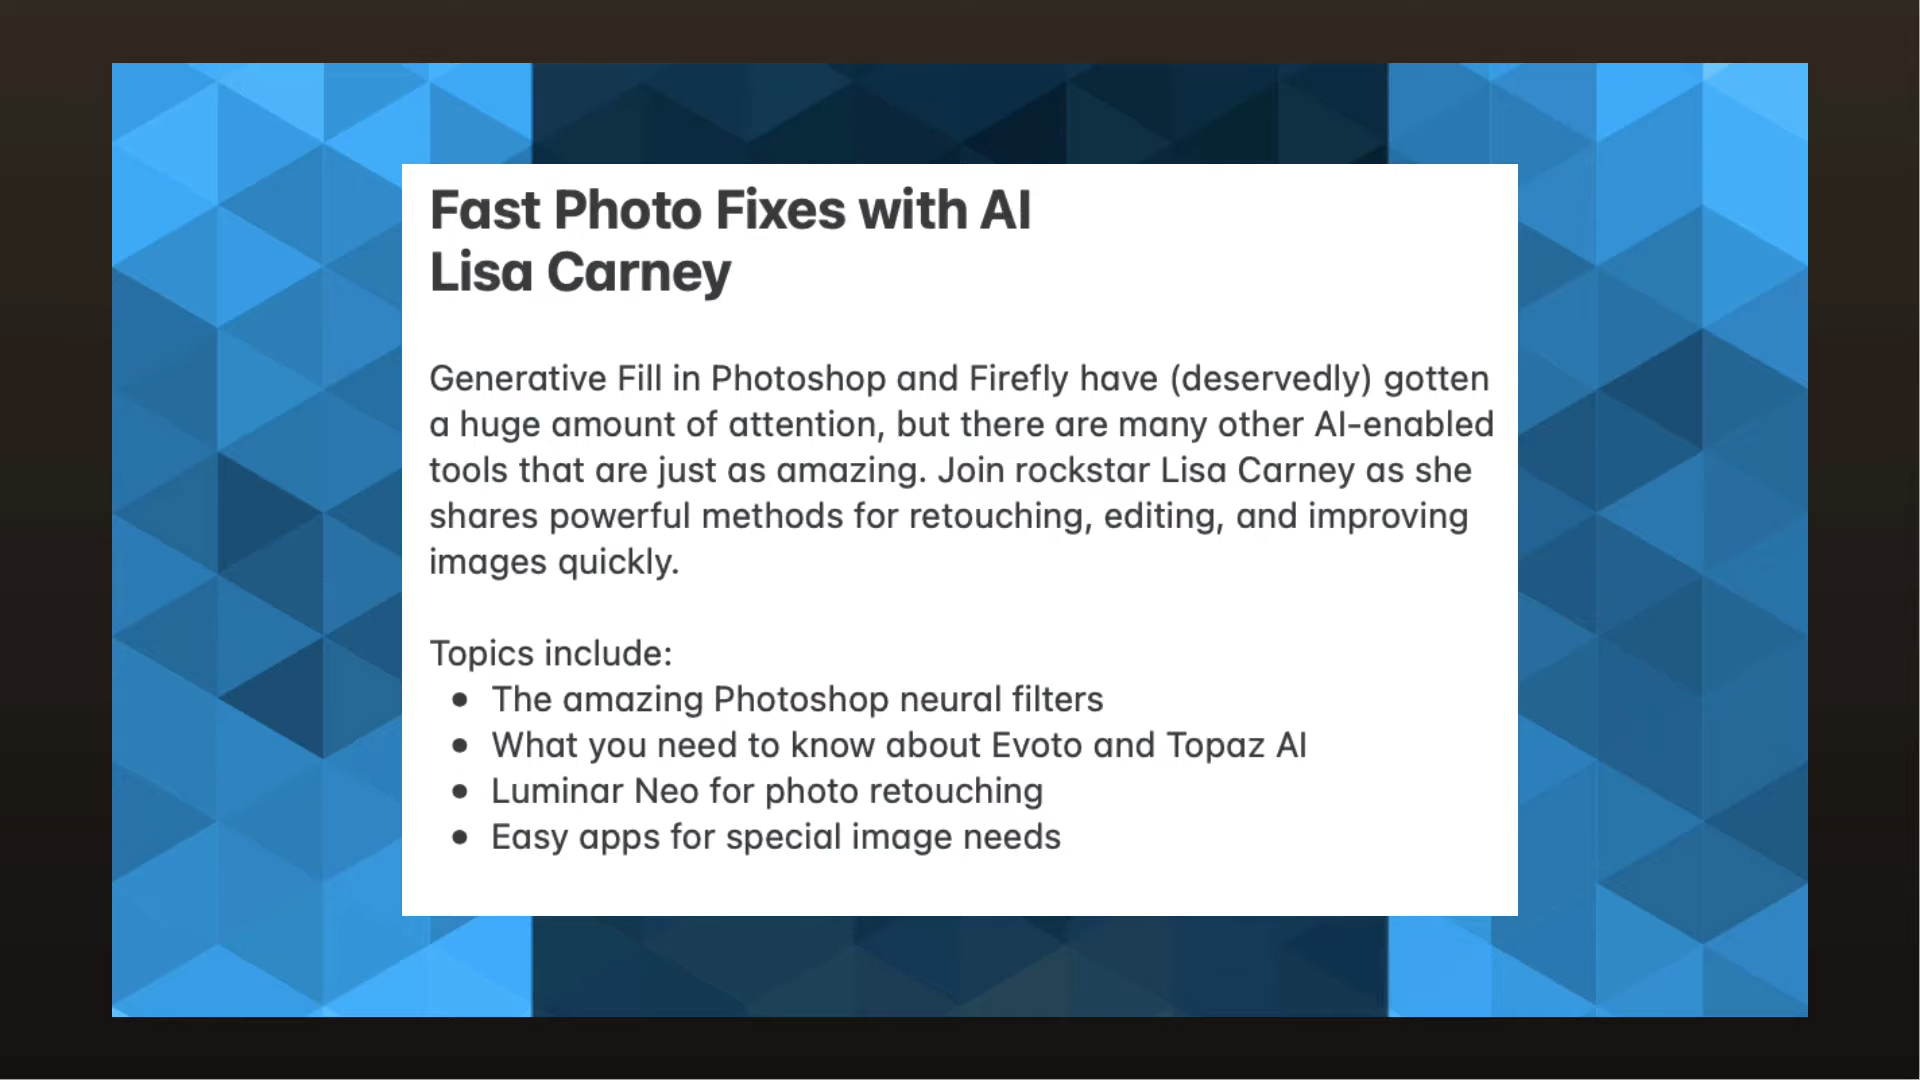 Fast Photo Fixes with AI
Lisa Carney
Generative Fill in Photoshop and Firefly have (deservedly) gotten
a huge amount of attention, but there are many other AI-enabled
tools that are just as amazing. Join rockstar Lisa Carney as she
shares powerful methods for retouching, editing, and improving
images quickly.
Topics include:
• The amazing Photoshop neural filters
• What you need to know about Evoto and Topaz AI
• Luminar Neo for photo retouching
• Easy apps for special image needs